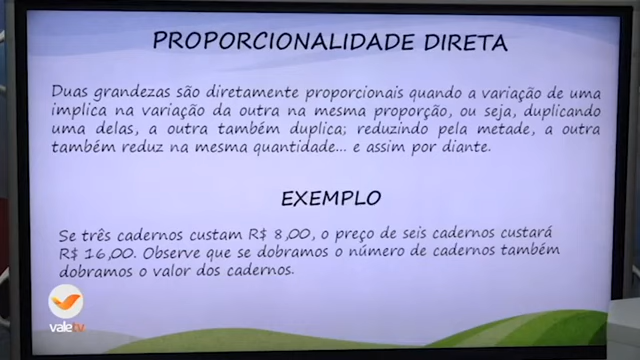 PROPORCIONALIDADE DIRETA
Duas grandezas são diretamente proporcionais quando a variação de uma
implica na variação da outra na mesma proporção, ou seja, duplicando
uma delas, a outra também duplica; reduzindo pela metade, a outra
também reduz na mesma quantidade... e assim por diante.
EXEMPLO
Se três cadernos custam R$ 8,00, o preço de seis cadernos custará
R$ 16,00. Observe que se dobramos o número de cadernos também
dobramos o valor dos cadernos.
valetv